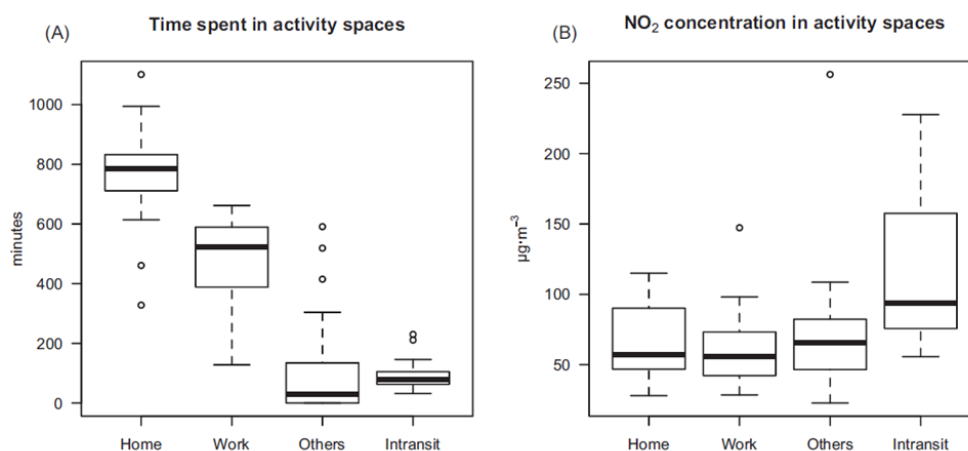 (A)
Time spent in activity spaces
minutes
1000
800
600
400
200
0
Home Work Others Intransit
(B)
NO₂ concentration in activity spaces
µg·m⁻³
250
200
150
100
50
Home Work Others Intransit